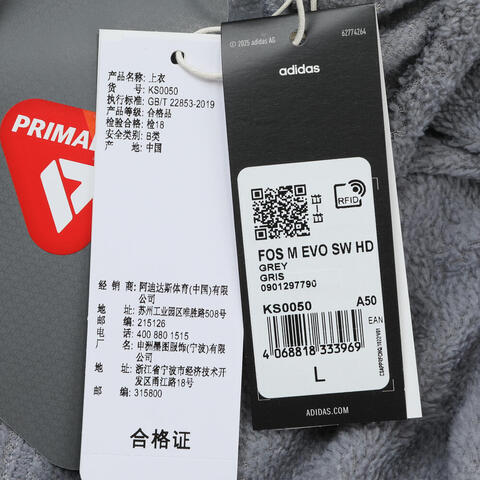 PRIMAL
产品名称: 上衣
货 号: KS0050
执行标准: GB/T 22853-2019
产品等级: 合格品
检验合格: 检18
安全类别: B类
产 地: 中国
经 销 商: 阿迪达斯体育(中国)有限
公司
地 址: 苏州工业园区唯胜路508号
邮 编: 215126
电 话: 400 880 1515
厂 名: 申洲星图服饰(宁波)有限
公司
地 址: 浙江省宁波市经济技术开
发区甬江路18号
邮 编: 315800
合格证
© 2025 adidas AG
62774264
adidas
RFID
FOS M EVO SW HD
GREY
GRIS
0901297790
KS0050 A50
EAN
4 068818 333969
L
ADIDAS.COM